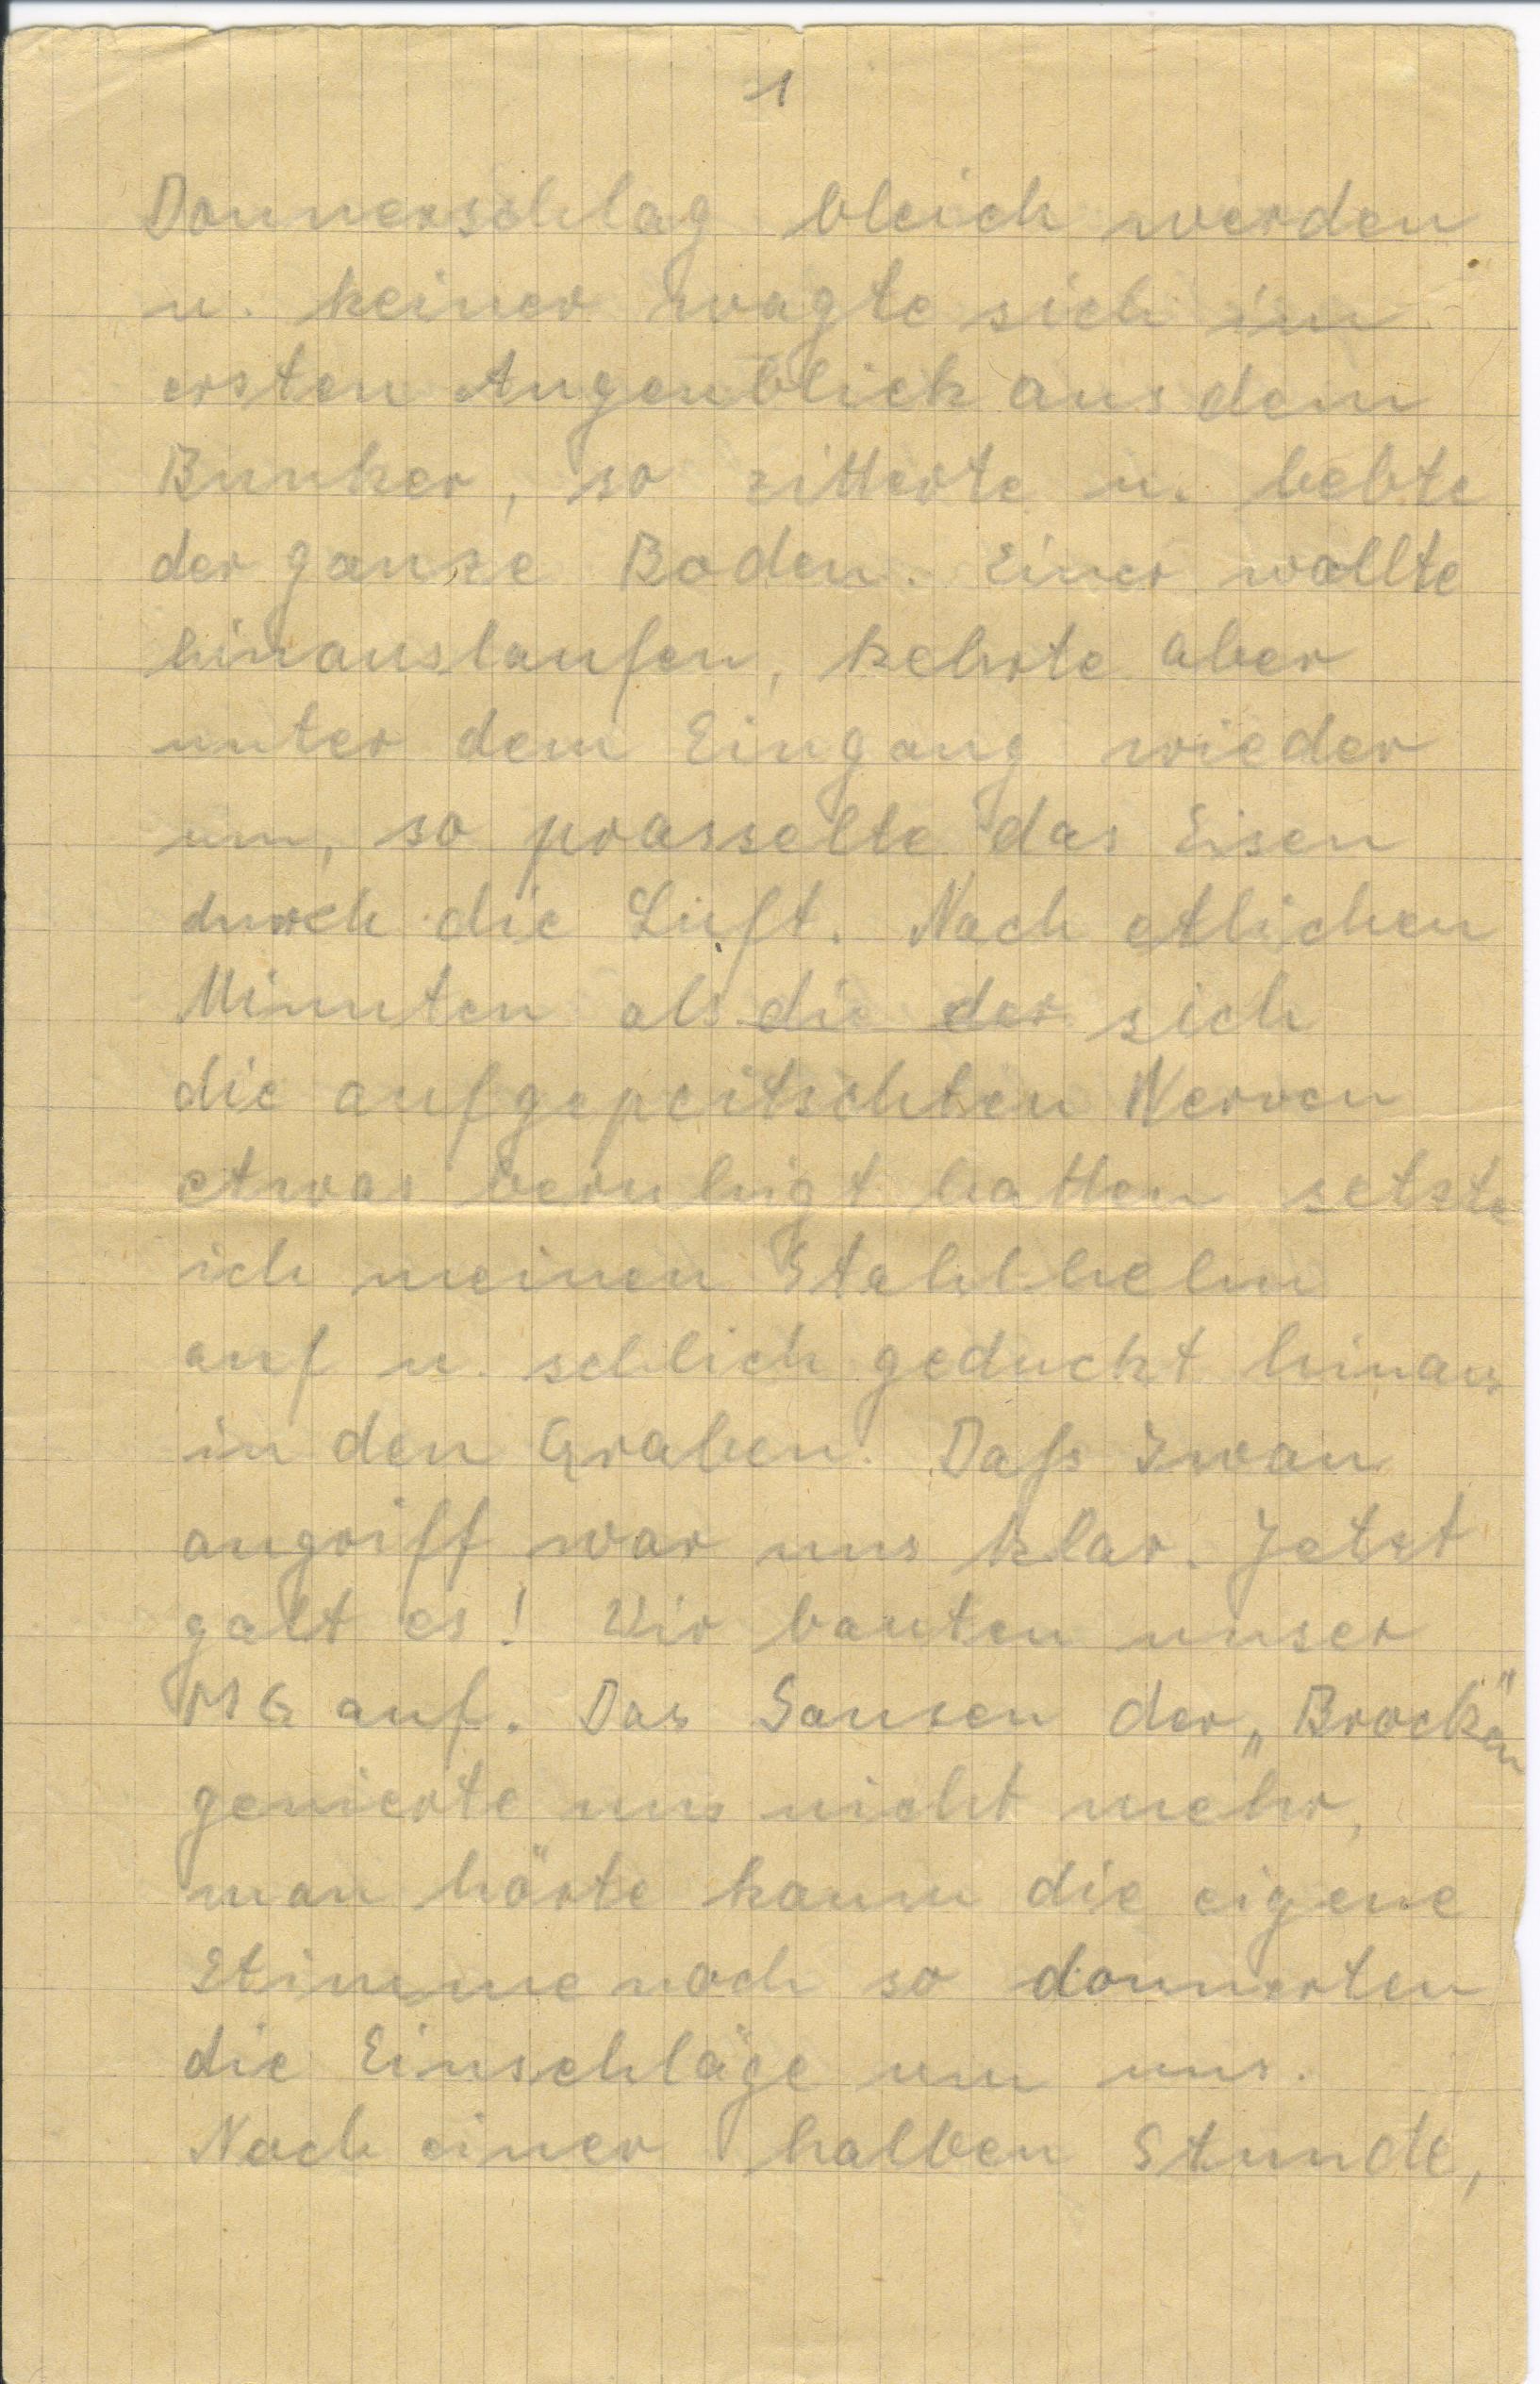 1
Donnerschlag bleich werden
u. keiner wagte sich im
ersten Augenblick aus dem
Bunker, so zitterte u. bebte
der ganze Boden. Einer wollte
hinauslaufen, kehrte aber
unter dem Eingang wieder
um, so prasselte das Eisen
durch die Luft. Nach etlichen
Minuten als die der sich
die aufgepeitschten Nerven
etwas beruhigt hatten setzte
ich meinen Stahlhelm
auf u. schlich geduckt hinaus
in den Graben. Daß Iwan
angriff war uns klar. Jetzt
galt es! Wir bauten unser
MG auf. Das Sausen der „Brocken"
genierte uns nicht mehr,
man hörte kaum die eigene
Stimme noch so donnerten
die Einschläge um uns.
Nach einer halben Stunde,